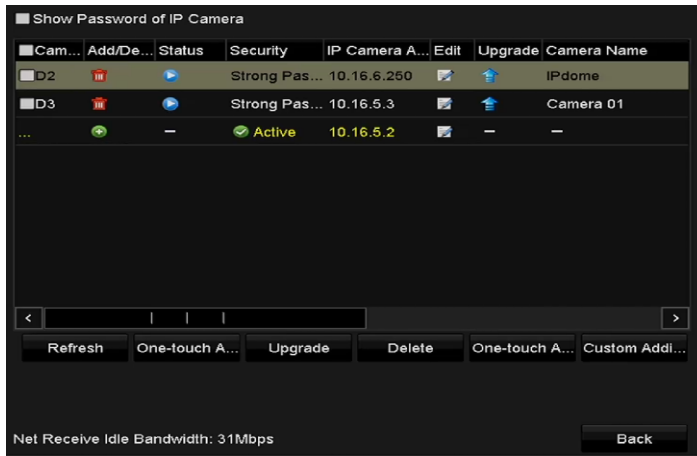 Show Password of IP Camera
Cam... Add/De... Status Security IP Camera A... Edit Upgrade Camera Name
D2 Strong Pas... 10.16.6.250 IPdome
D3 Strong Pas... 10.16.5.3 Camera 01
... – Active 10.16.5.2 – –
< >
Refresh One-touch A... Upgrade Delete One-touch A... Custom Addi...
Net Receive Idle Bandwidth: 31Mbps Back